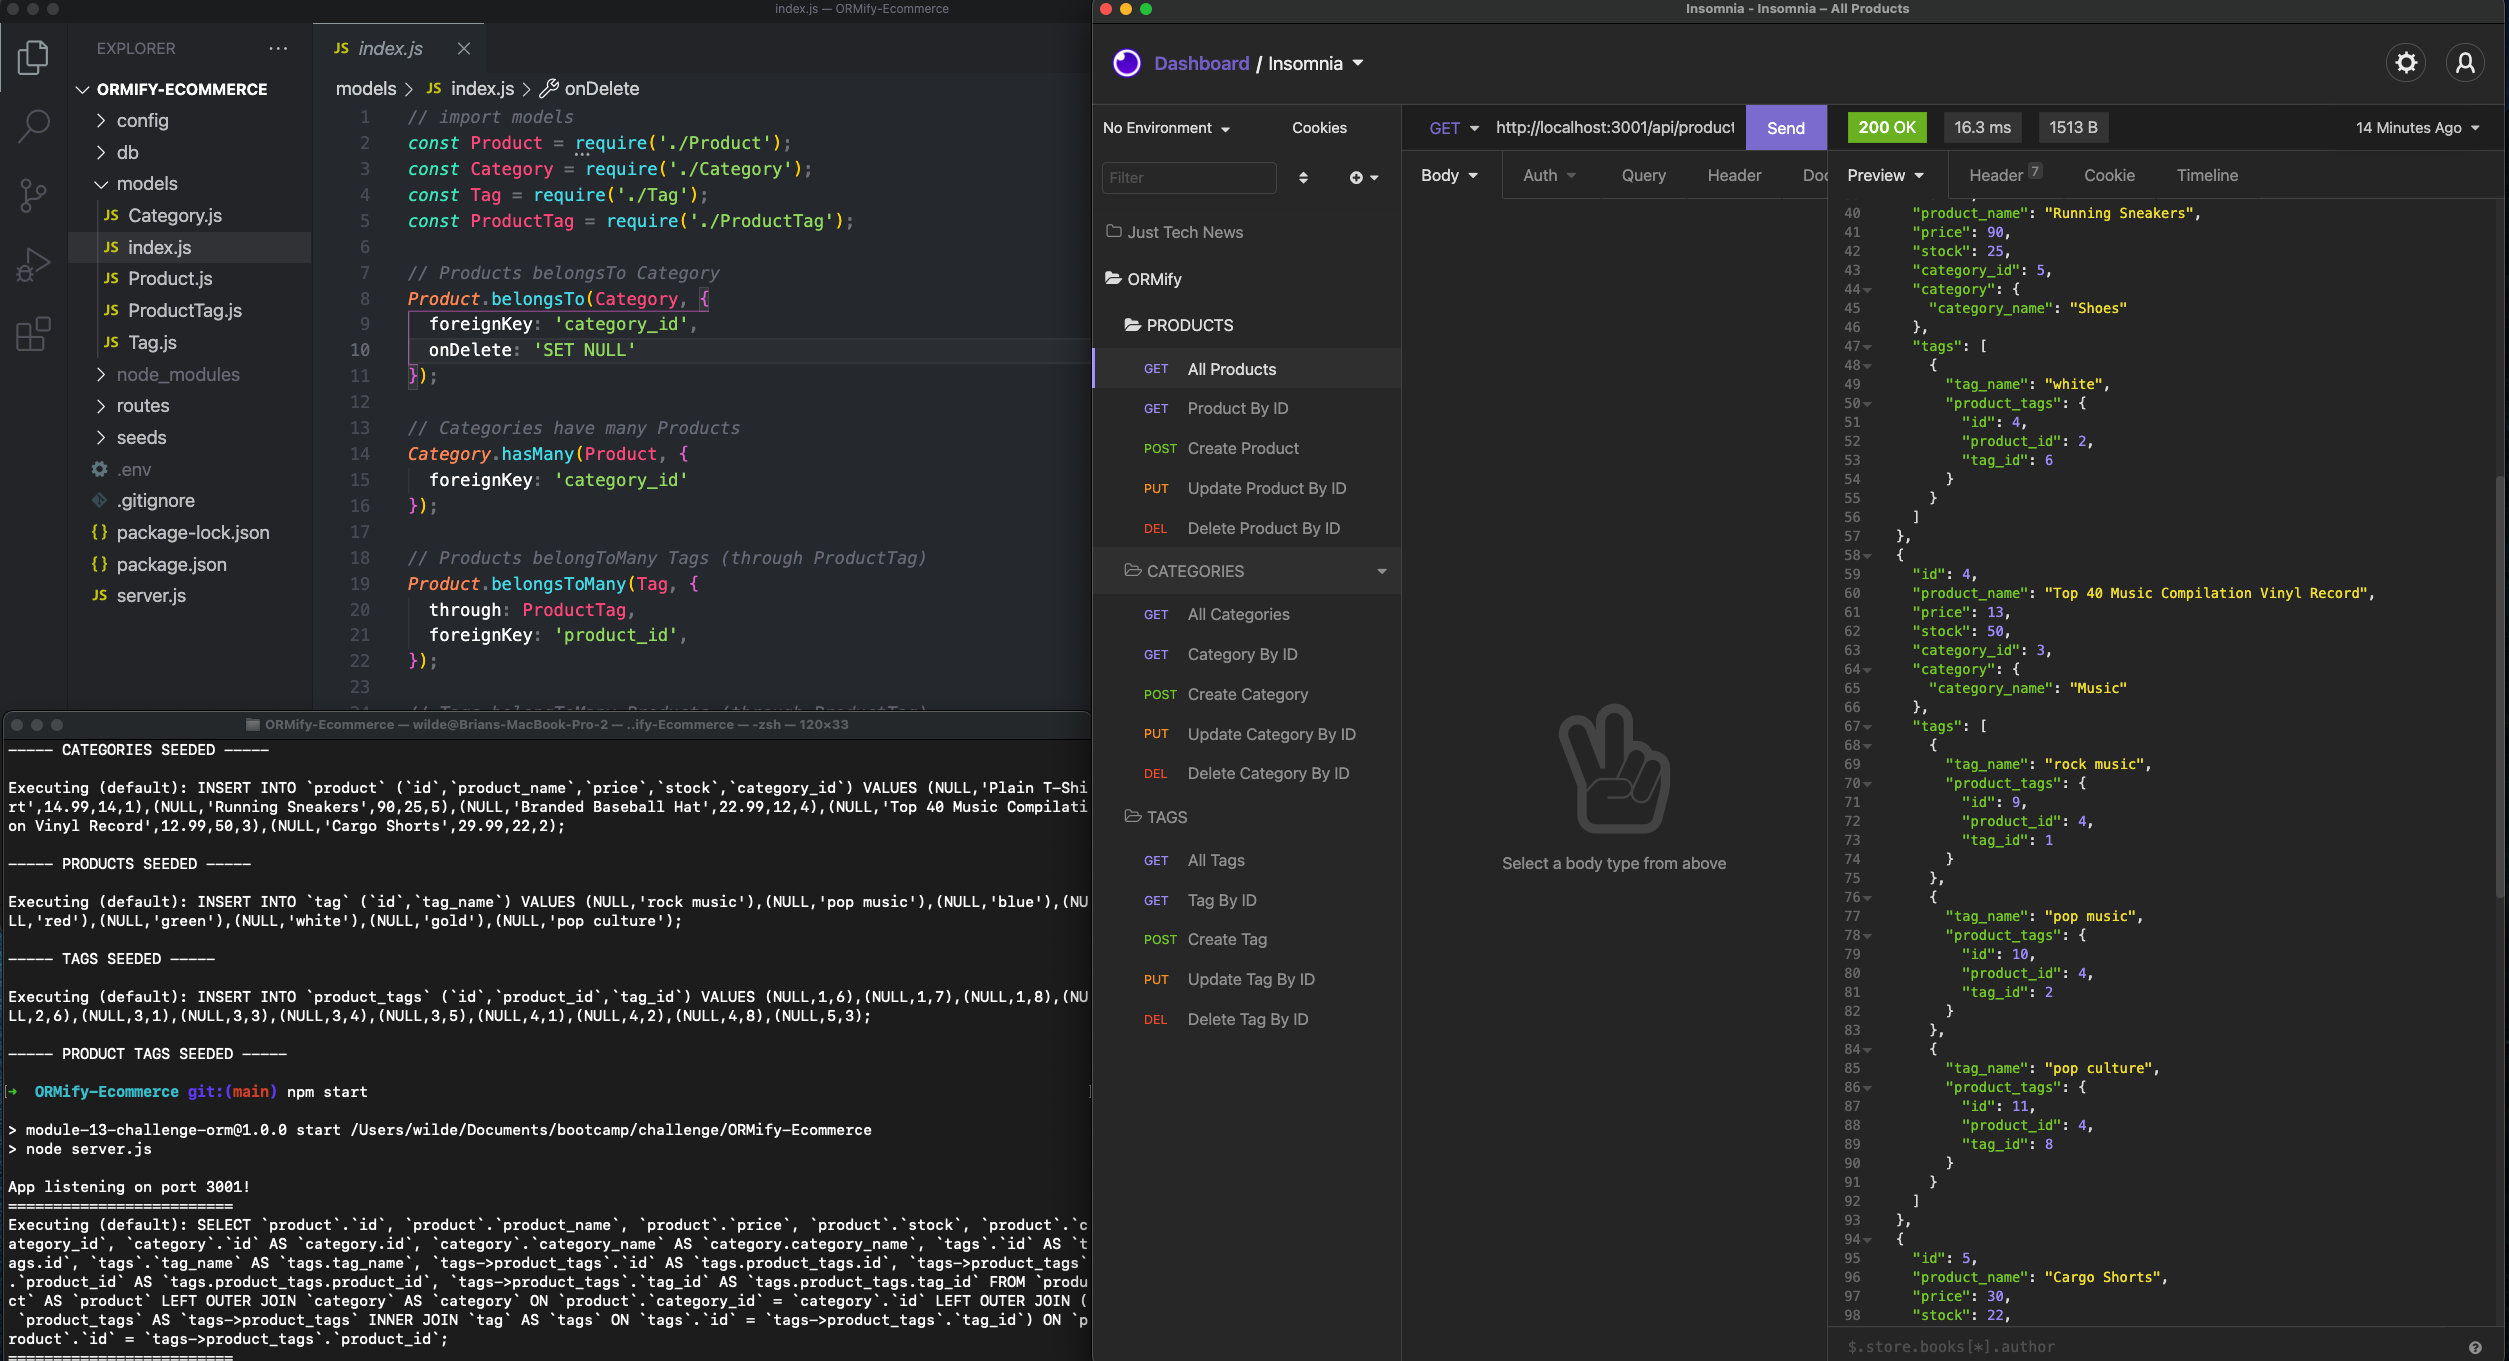 index.js — ORMify-Ecommerce
EXPLORER
ORMIFY-ECOMMERCE
config
db
models
JS Category.js
JS index.js
JS Product.js
JS ProductTag.js
JS Tag.js
node_modules
routes
seeds
.env
.gitignore
{} package-lock.json
{} package.json
JS server.js
JS index.js
models > JS index.js > onDelete
1 // import models
2 const Product = require('./Product');
3 const Category = require('./Category');
4 const Tag = require('./Tag');
5 const ProductTag = require('./ProductTag');
6
7 // Products belongsTo Category
8 Product.belongsTo(Category, {
9 foreignKey: 'category_id',
10 onDelete: 'SET NULL'
11 });
12
13 // Categories have many Products
14 Category.hasMany(Product, {
15 foreignKey: 'category_id'
16 });
17
18 // Products belongToMany Tags (through ProductTag)
19 Product.belongsToMany(Tag, {
20 through: ProductTag,
21 foreignKey: 'product_id',
22 });
23
24 // Tags belongToMany Products (through ProductTag)
ORMify-Ecommerce — wilde@Brians-MacBook-Pro-2 — ..ify-Ecommerce — -zsh — 120×33
----- CATEGORIES SEEDED -----
Executing (default): INSERT INTO `product` (`id`,`product_name`,`price`,`stock`,`category_id`) VALUES (NULL,'Plain T-Shi
rt',14.99,14,1),(NULL,'Running Sneakers',90,25,5),(NULL,'Branded Baseball Hat',22.99,12,4),(NULL,'Top 40 Music Compilati
on Vinyl Record',12.99,50,3),(NULL,'Cargo Shorts',29.99,22,2);
----- PRODUCTS SEEDED -----
Executing (default): INSERT INTO `tag` (`id`,`tag_name`) VALUES (NULL,'rock music'),(NULL,'pop music'),(NULL,'blue'),(NU
LL,'red'),(NULL,'green'),(NULL,'white'),(NULL,'gold'),(NULL,'pop culture');
----- TAGS SEEDED -----
Executing (default): INSERT INTO `product_tags` (`id`,`product_id`,`tag_id`) VALUES (NULL,1,6),(NULL,1,7),(NULL,1,8),(NU
LL,2,6),(NULL,3,1),(NULL,3,3),(NULL,3,4),(NULL,3,5),(NULL,4,1),(NULL,4,2),(NULL,4,8),(NULL,5,3);
----- PRODUCT TAGS SEEDED -----
[→ ORMify-Ecommerce git:(main) npm start ]
> module-13-challenge-orm@1.0.0 start /Users/wilde/Documents/bootcamp/challenge/ORMify-Ecommerce
> node server.js
App listening on port 3001!
=========================
Executing (default): SELECT `product`.`id`, `product`.`product_name`, `product`.`price`, `product`.`stock`, `product`.`c
ategory_id`, `category`.`id` AS `category.id`, `category`.`category_name` AS `category.category_name`, `tags`.`id` AS `t
ags.id`, `tags`.`tag_name` AS `tags.tag_name`, `tags->product_tags`.`id` AS `tags.product_tags.id`, `tags->product_tags`
.`product_id` AS `tags.product_tags.product_id`, `tags->product_tags`.`tag_id` AS `tags.product_tags.tag_id` FROM `produ
ct` AS `product` LEFT OUTER JOIN `category` AS `category` ON `product`.`category_id` = `category`.`id` LEFT OUTER JOIN (
`product_tags` AS `tags->product_tags` INNER JOIN `tag` AS `tags` ON `tags`.`id` = `tags->product_tags`.`tag_id`) ON `p
roduct`.`id` = `tags->product_tags`.`product_id`;
=========================
Insomnia - Insomnia – All Products
Dashboard / Insomnia
No Environment
Cookies
Filter
Just Tech News
ORMify
PRODUCTS
GET All Products
GET Product By ID
POST Create Product
PUT Update Product By ID
DEL Delete Product By ID
CATEGORIES
GET All Categories
GET Category By ID
POST Create Category
PUT Update Category By ID
DEL Delete Category By ID
TAGS
GET All Tags
GET Tag By ID
POST Create Tag
PUT Update Tag By ID
DEL Delete Tag By ID
GET http://localhost:3001/api/product Send
Body Auth Query Header Doc
Select a body type from above
200 OK 16.3 ms 1513 B 14 Minutes Ago
Preview Header 7 Cookie Timeline
40 "product_name": "Running Sneakers",
41 "price": 90,
42 "stock": 25,
43 "category_id": 5,
44 "category": {
45 "category_name": "Shoes"
46 },
47 "tags": [
48 {
49 "tag_name": "white",
50 "product_tags": {
51 "id": 4,
52 "product_id": 2,
53 "tag_id": 6
54 }
55 }
56 ]
57 },
58 {
59 "id": 4,
60 "product_name": "Top 40 Music Compilation Vinyl Record",
61 "price": 13,
62 "stock": 50,
63 "category_id": 3,
64 "category": {
65 "category_name": "Music"
66 },
67 "tags": [
68 {
69 "tag_name": "rock music",
70 "product_tags": {
71 "id": 9,
72 "product_id": 4,
73 "tag_id": 1
74 }
75 },
76 {
77 "tag_name": "pop music",
78 "product_tags": {
79 "id": 10,
80 "product_id": 4,
81 "tag_id": 2
82 }
83 },
84 {
85 "tag_name": "pop culture",
86 "product_tags": {
87 "id": 11,
88 "product_id": 4,
89 "tag_id": 8
90 }
91 }
92 ]
93 },
94 {
95 "id": 5,
96 "product_name": "Cargo Shorts",
97 "price": 30,
98 "stock": 22,
$.store.books[*].author